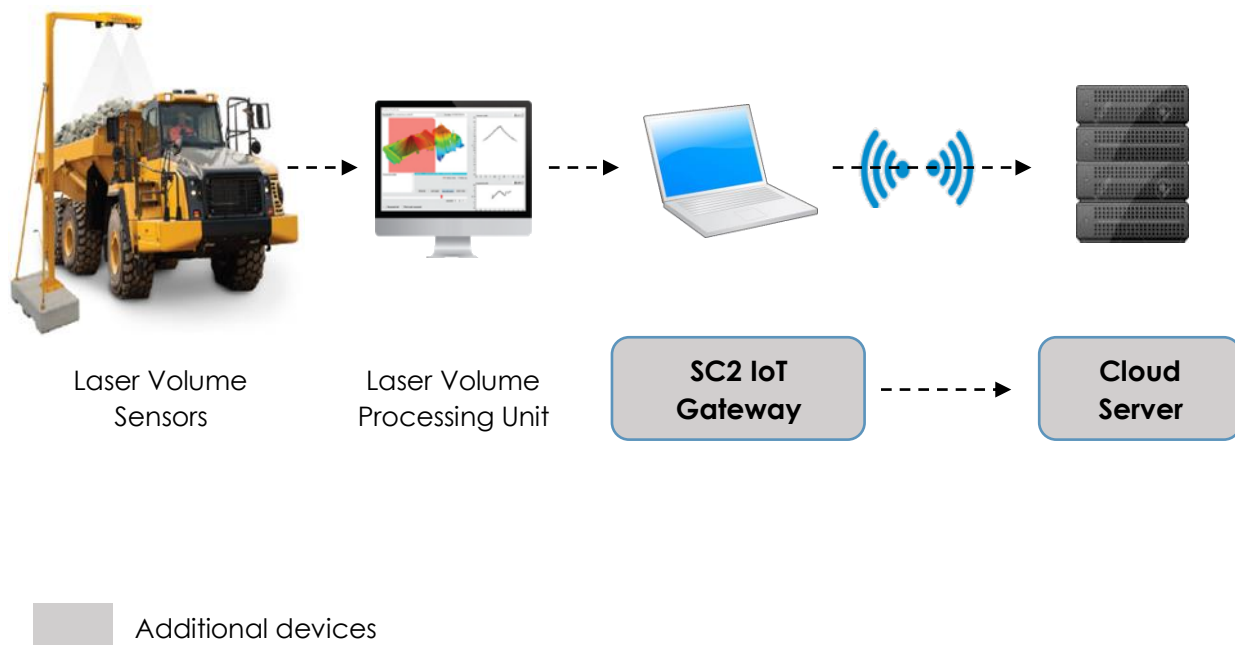 Laser Volume
Sensors
Laser Volume
Processing Unit
SC2 IoT
Gateway
Cloud
Server
Additional devices